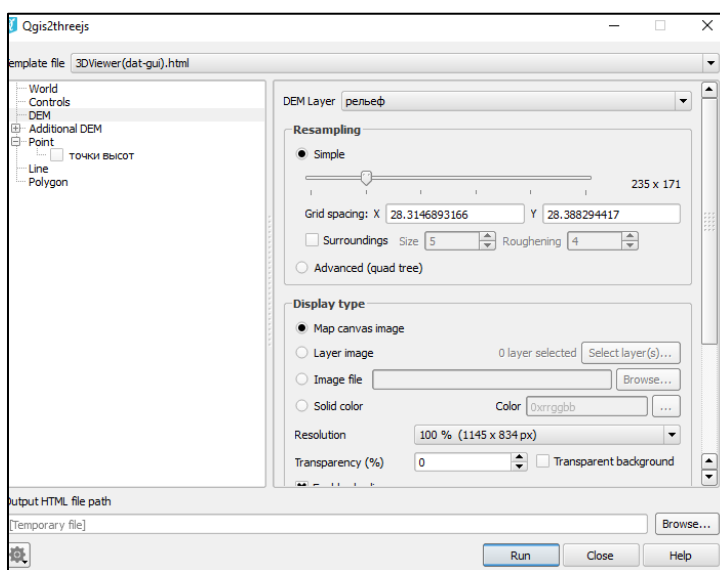 Qgis2threejs
emplate file 3DViewer(dat-gui).html
World
Controls
DEM
Additional DEM
Point
точки высот
Line
Polygon
DEM Layer рельеф
Resampling
Simple
235 x 171
Grid spacing: X 28.3146893166 Y 28.388294417
Surroundings Size 5 Roughening 4
Advanced (quad tree)
Display type
Map canvas image
Layer image 0 layer selected Select layer(s)...
Image file Browse...
Solid color Color 0xrrggbb ...
Resolution 100 % (1145 x 834 px)
Transparency (%) 0 Transparent background
utput HTML file path
[Temporary file] Browse...
Run Close Help